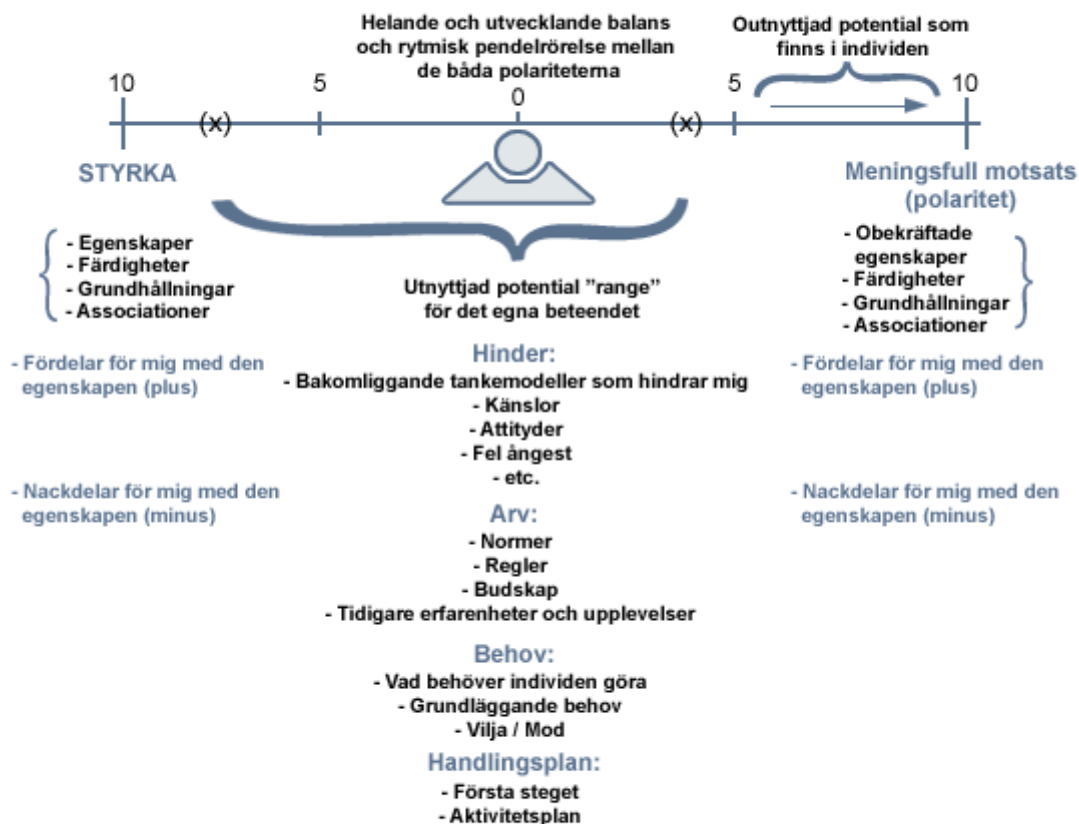 Helande och utvecklande balans
och rytmisk pendelrörelse mellan
de båda polariteterna
Outnyttjad potential som
finns i individen
10
5
0
5
10
(x)
(x)
STYRKA
Meningsfull motsats
(polaritet)
- Egenskaper
- Färdigheter
- Grundhållningar
- Associationer
Utnyttjad potential ”range”
för det egna beteendet
- Obekräftade
egenskaper
- Färdigheter
- Grundhållningar
- Associationer
- Fördelar för mig med den
egenskapen (plus)
- Nackdelar för mig med den
egenskapen (minus)
Hinder:
- Bakomliggande tankemodeller som hindrar mig
- Känslor
- Attityder
- Fel ångest
- etc.
Arv:
- Normer
- Regler
- Budskap
- Tidigare erfarenheter och upplevelser
Behov:
- Vad behöver individen göra
- Grundläggande behov
- Vilja / Mod
Handlingsplan:
- Första steget
- Aktivitetsplan
- Fördelar för mig med den
egenskapen (plus)
- Nackdelar för mig med den
egenskapen (minus)